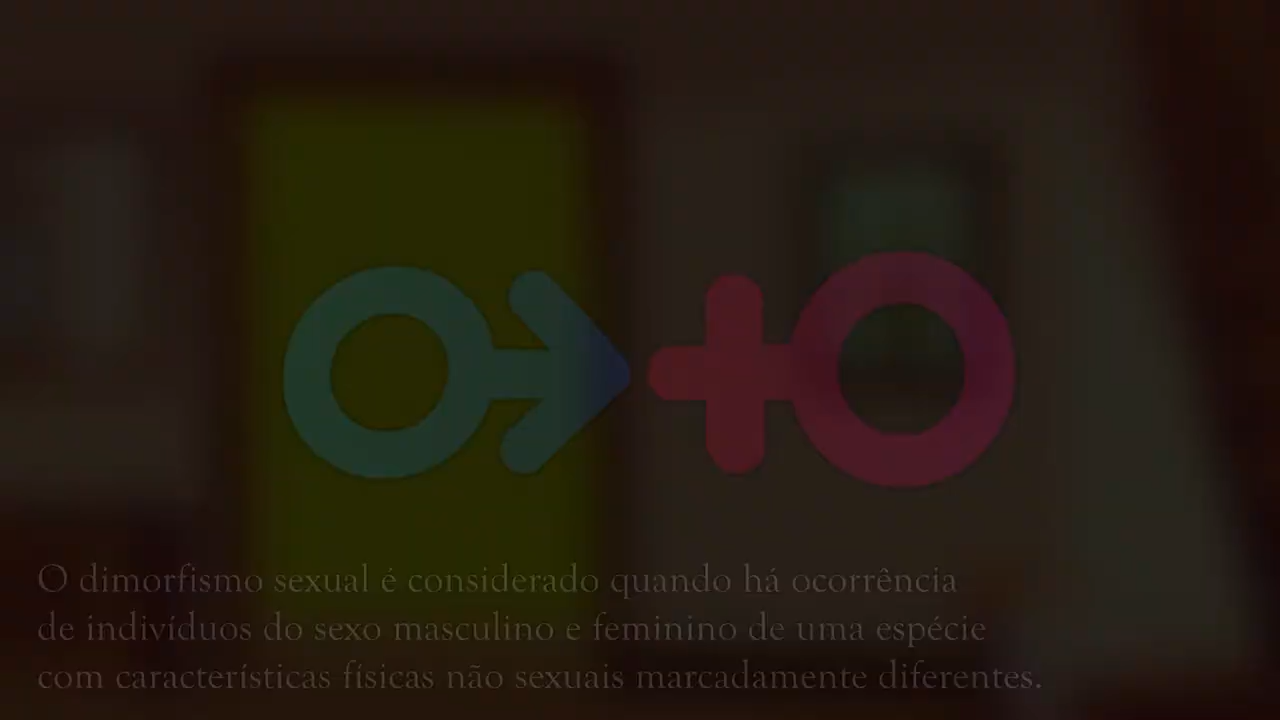 O dimorfismo sexual é considerado quando há ocorrência
de indivíduos do sexo masculino e feminino de uma espécie
com características físicas não sexuais marcadamente diferentes.